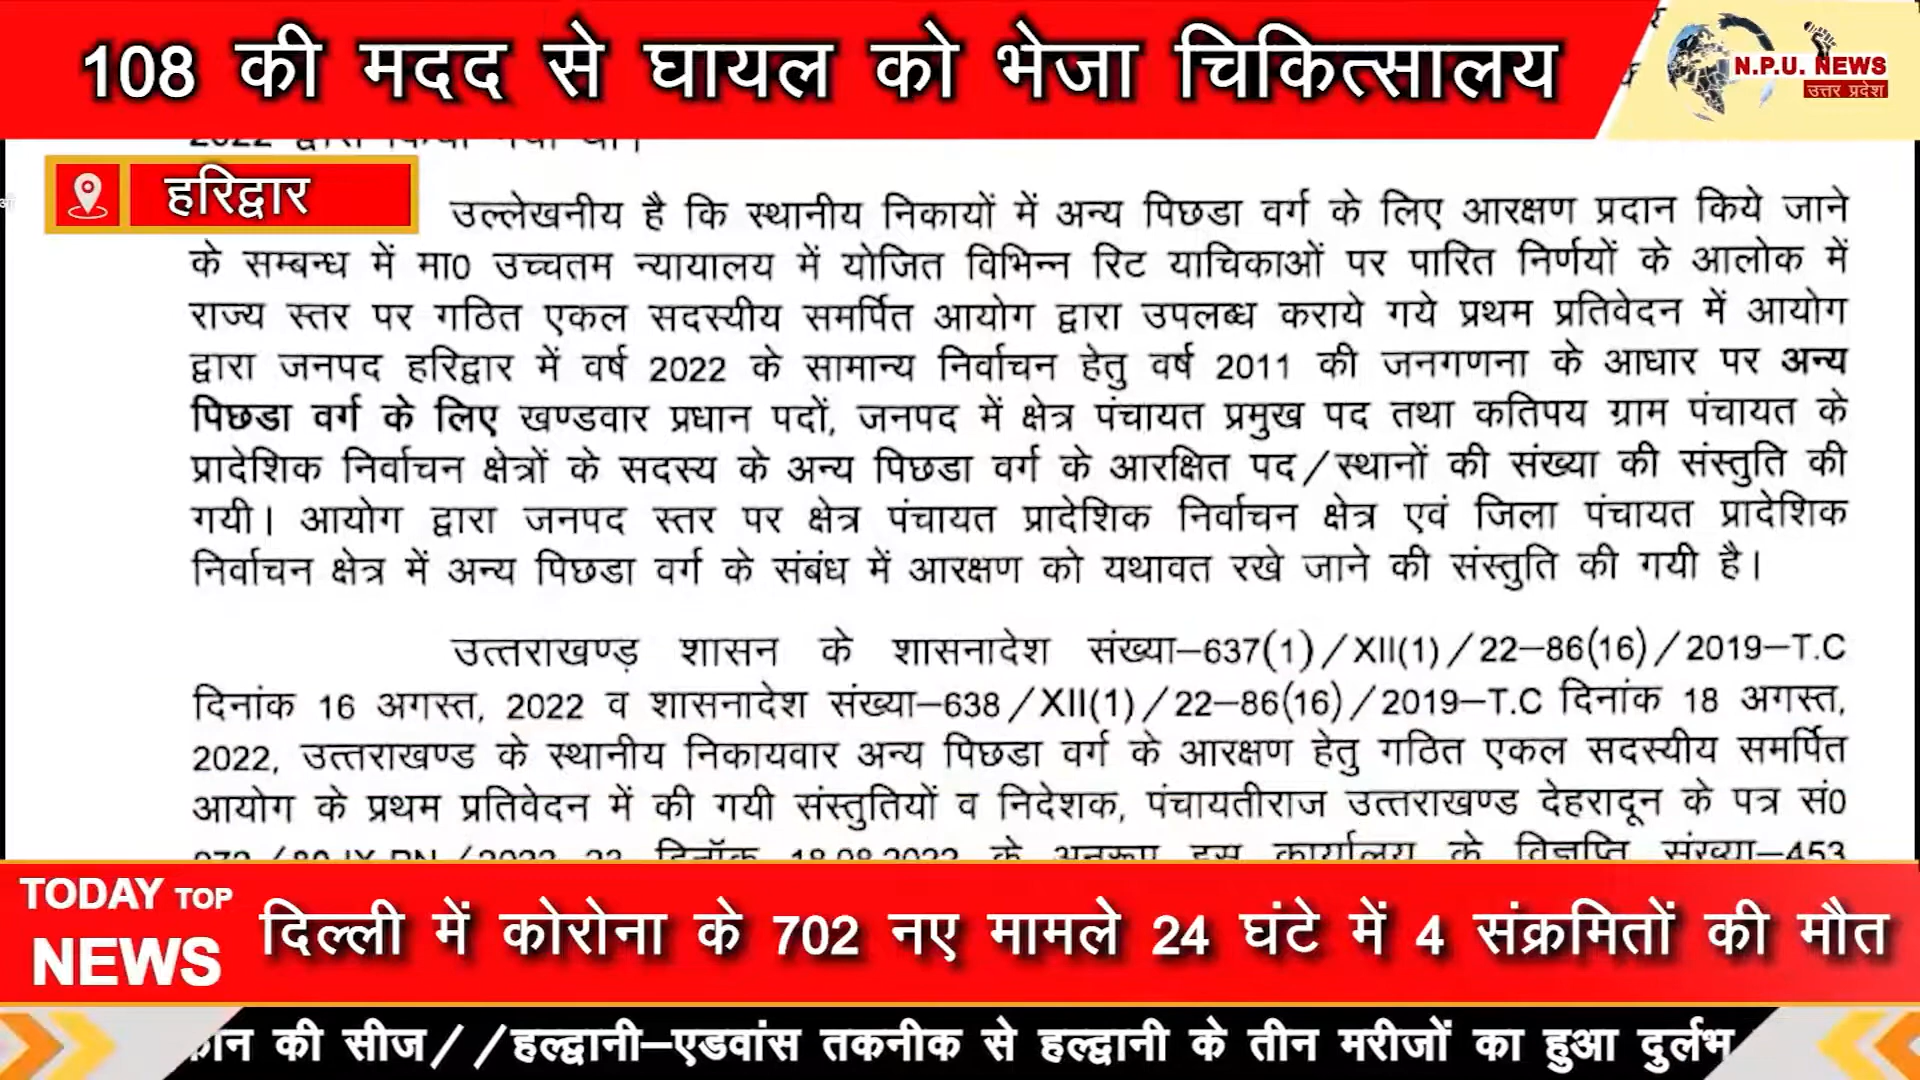 108 की मदद से घायल को भेजा चिकित्सालय
N.P.U. NEWS
उत्तर प्रदेश
हरिद्वार
उल्लेखनीय है कि स्थानीय निकायों में अन्य पिछडा वर्ग के लिए आरक्षण प्रदान किये जाने
के सम्बन्ध में मा0 उच्चतम न्यायालय में योजित विभिन्न रिट याचिकाओं पर पारित निर्णयों के आलोक में
राज्य स्तर पर गठित एकल सदस्यीय समर्पित आयोग द्वारा उपलब्ध कराये गये प्रथम प्रतिवेदन में आयोग
द्वारा जनपद हरिद्वार में वर्ष 2022 के सामान्य निर्वाचन हेतु वर्ष 2011 की जनगणना के आधार पर अन्य
पिछडा वर्ग के लिए खण्डवार प्रधान पदों, जनपद में क्षेत्र पंचायत प्रमुख पद तथा कतिपय ग्राम पंचायत के
प्रादेशिक निर्वाचन क्षेत्रों के सदस्य के अन्य पिछडा वर्ग के आरक्षित पद/स्थानों की संख्या की संस्तुति की
गयी। आयोग द्वारा जनपद स्तर पर क्षेत्र पंचायत प्रादेशिक निर्वाचन क्षेत्र एवं जिला पंचायत प्रादेशिक
निर्वाचन क्षेत्र में अन्य पिछडा वर्ग के संबंध में आरक्षण को यथावत रखे जाने की संस्तुति की गयी है।
उत्तराखण्ड़ शासन के शासनादेश संख्या–637(1)/XII(1)/22–86(16)/2019–T.C
दिनांक 16 अगस्त, 2022 व शासनादेश संख्या–638/XII(1)/22–86(16)/2019–T.C दिनांक 18 अगस्त,
2022, उत्तराखण्ड के स्थानीय निकायवार अन्य पिछडा वर्ग के आरक्षण हेतु गठित एकल सदस्यीय समर्पित
आयोग के प्रथम प्रतिवेदन में की गयी संस्तुतियों व निदेशक, पंचायतीराज उत्तराखण्ड देहरादून के पत्र सं0
दिनॉक 18.08.2022 के अनुरूप इस कार्यालय के विज्ञप्ति संख्या–453
TODAY TOP
NEWS
दिल्ली में कोरोना के 702 नए मामले 24 घंटे में 4 संक्रमितों की मौत
की सीज//हल्द्वानी–एडवांस तकनीक से हल्द्वानी के तीन मरीजों का हुआ दुर्लभ